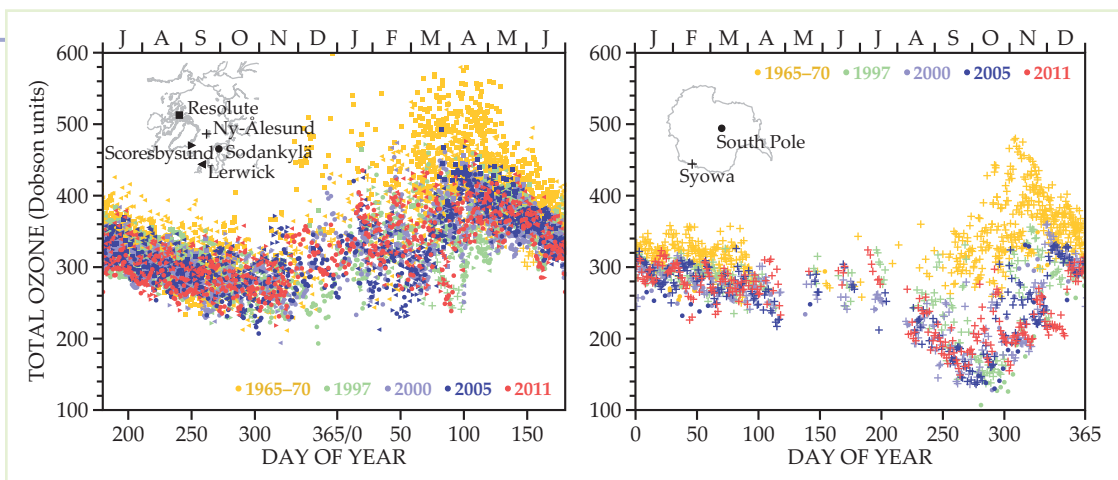 J A S O N D J F M A M J
600
500
400
300
200
100
TOTAL OZONE (Dobson units)
Resolute
Ny-Ålesund
Scoresbysund
Sodankylä
Lerwick
1965–70 1997 2000 2005 2011
200 250 365/0 50 100 150
DAY OF YEAR
J F M A M J J A S O N D
600
500
400
300
200
100
1965–70 1997 2000 2005 2011
South Pole
Syowa
0 50 100 150 200 250 300 365
DAY OF YEAR